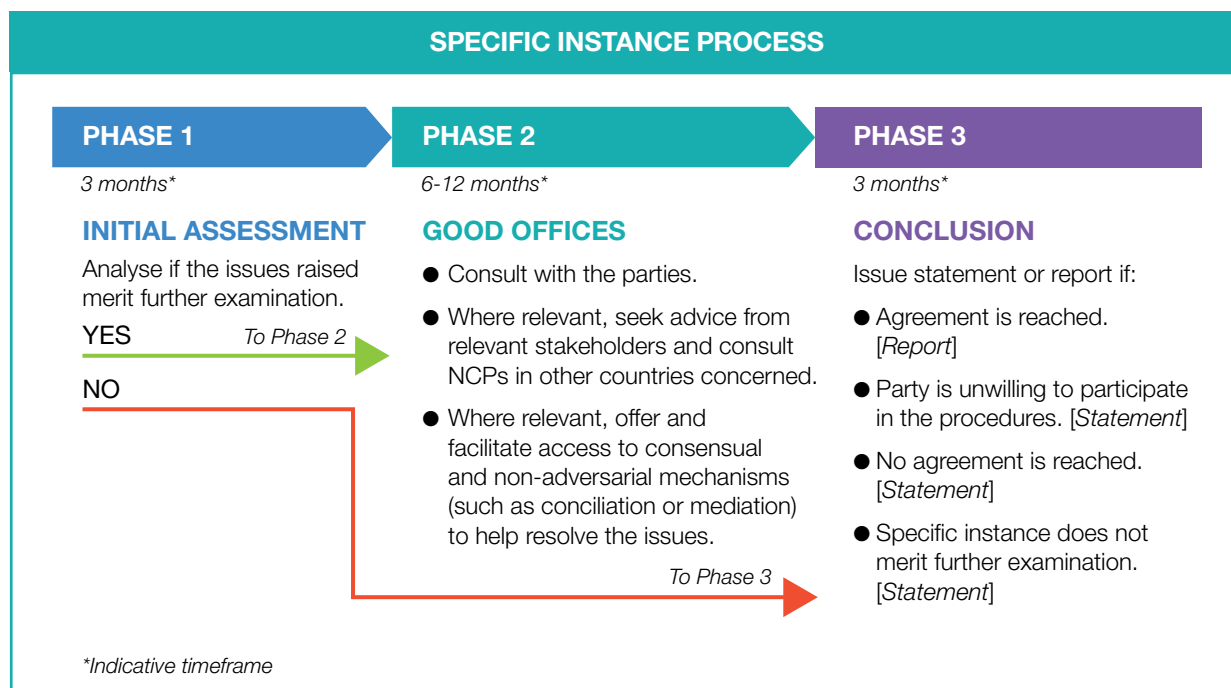 SPECIFIC INSTANCE PROCESS
PHASE 1
3 months*
INITIAL ASSESSMENT
Analyse if the issues raised
merit further examination.
YES
To Phase 2
NO
PHASE 2
6-12 months*
GOOD OFFICES
● Consult with the parties.
● Where relevant, seek advice from
relevant stakeholders and consult
NCPs in other countries concerned.
● Where relevant, offer and
facilitate access to consensual
and non-adversarial mechanisms
(such as conciliation or mediation)
to help resolve the issues.
To Phase 3
PHASE 3
3 months*
CONCLUSION
Issue statement or report if:
● Agreement is reached.
[Report]
● Party is unwilling to participate
in the procedures. [Statement]
● No agreement is reached.
[Statement]
● Specific instance does not
merit further examination.
[Statement]
*Indicative timeframe